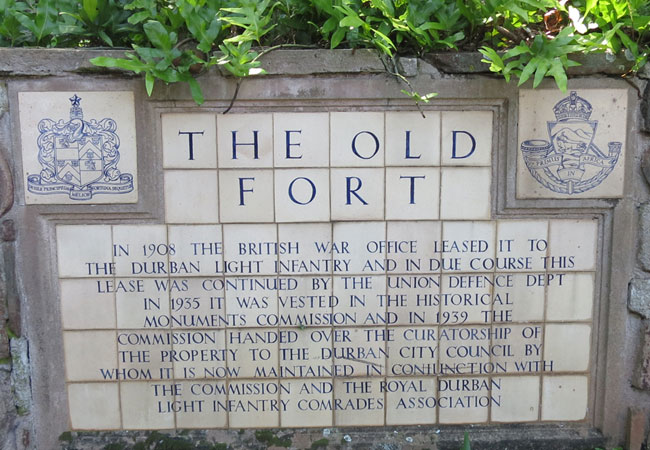 THE OLD
FORT
IN 1908 THE BRITISH WAR OFFICE LEASED IT TO
THE DURBAN LIGHT INFANTRY AND IN DUE COURSE THIS
LEASE WAS CONTINUED BY THE UNION DEFENCE DEPT
IN 1935 IT WAS VESTED IN THE HISTORICAL
MONUMENTS COMMISSION AND IN 1939 THE
COMMISSION HANDED OVER THE CURATORSHIP OF
THE PROPERTY TO THE DURBAN CITY COUNCIL BY
WHOM IT IS NOW MAINTAINED IN CONJUNCTION WITH
THE COMMISSION AND THE ROYAL DURBAN
LIGHT INFANTRY COMRADES ASSOCIATION